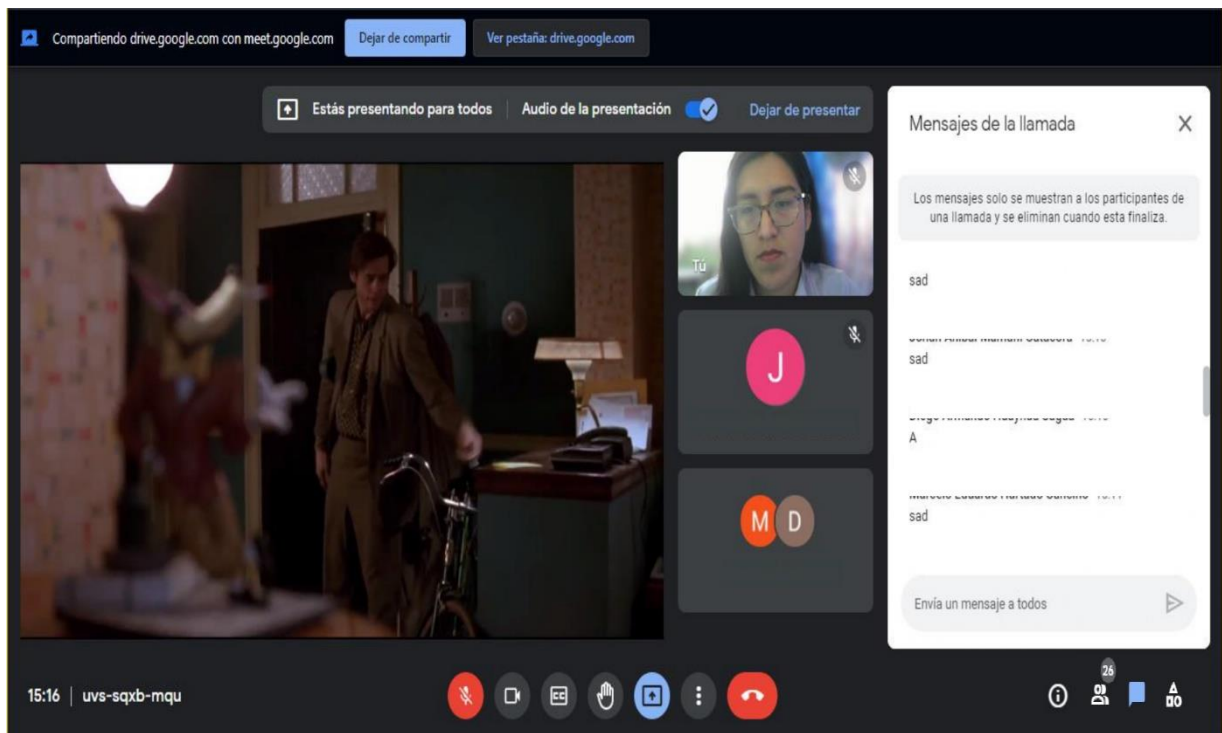 Compartiendo drive.google.com con meet.google.com
Dejar de compartir
Ver pestaña: drive.google.com
Estás presentando para todos
Audio de la presentación
Dejar de presentar
Tú
J
M
D
Mensajes de la llamada
Los mensajes solo se muestran a los participantes de
una llamada y se eliminan cuando esta finaliza.
sad
sad
A
sad
Envía un mensaje a todos
15:16 | uvs-sqxb-mqu
26